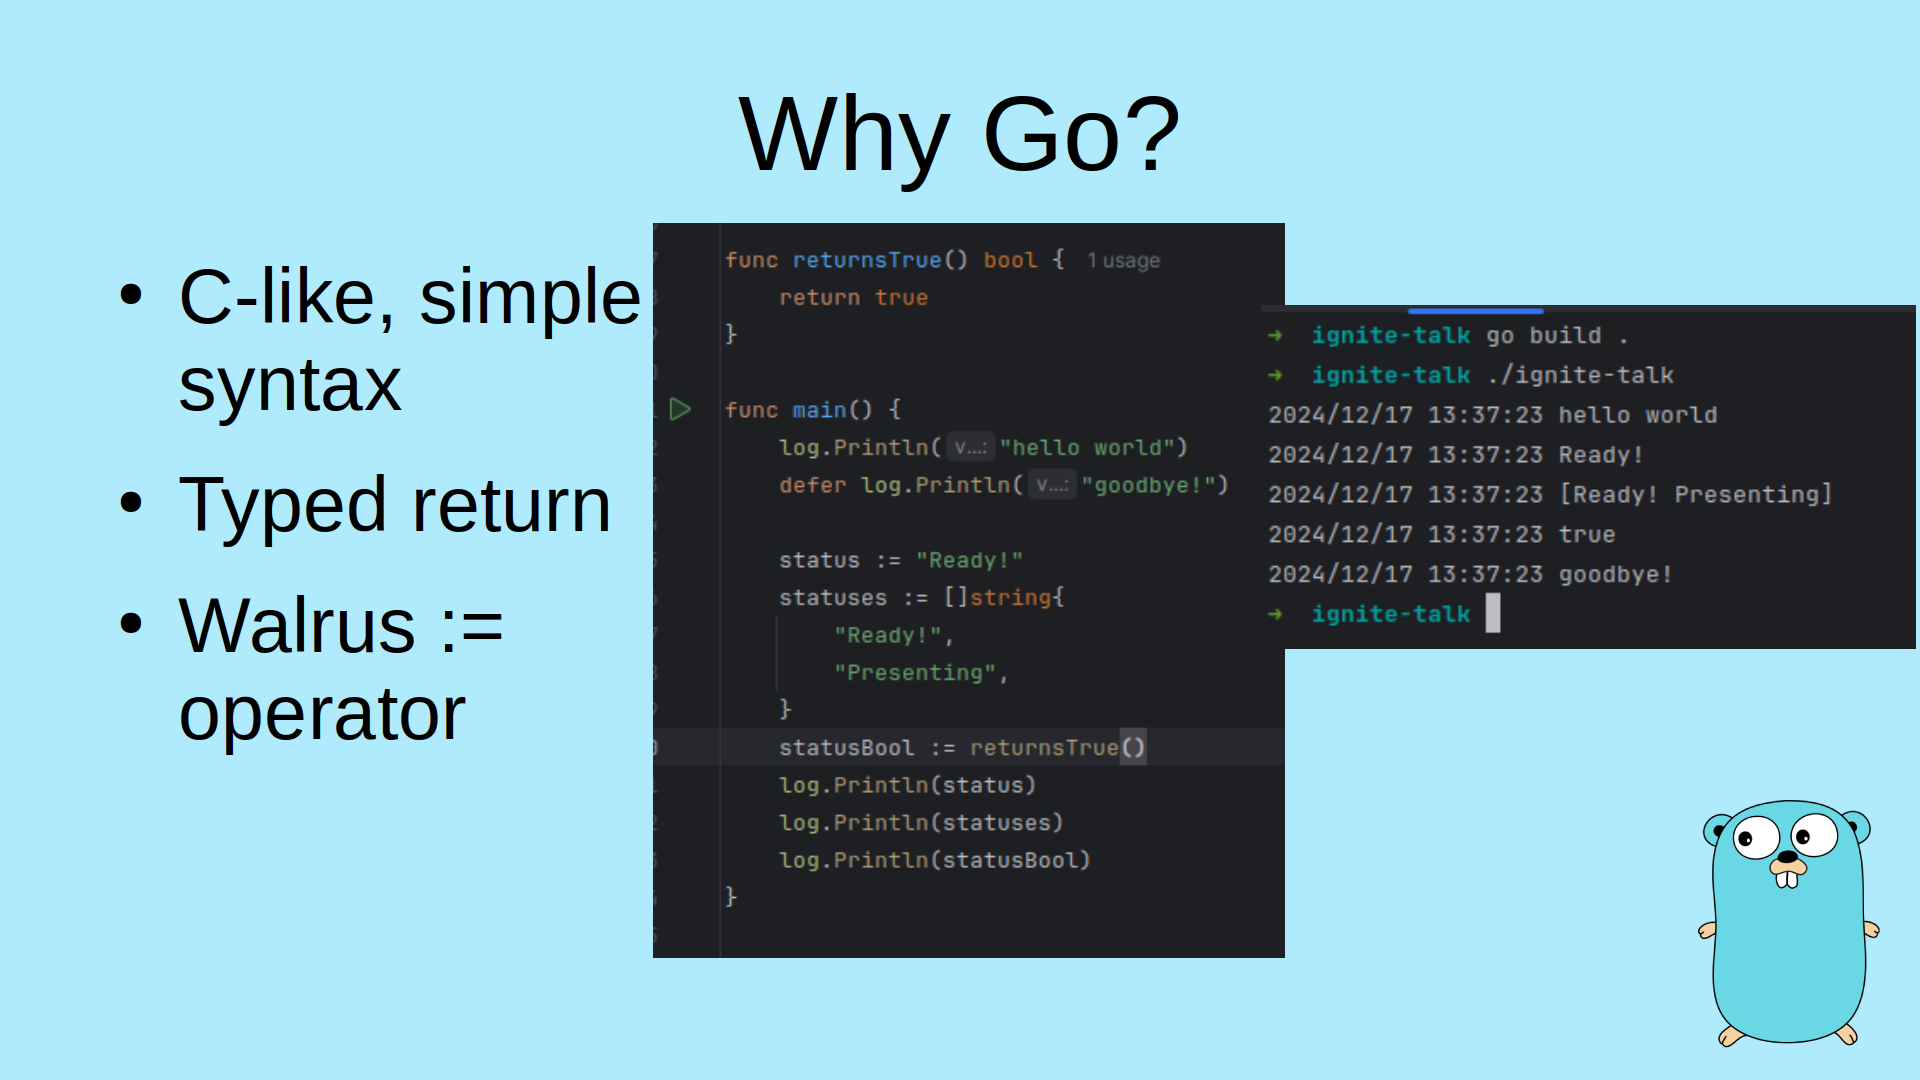 Why Go?
• C-like, simple
syntax
• Typed return
• Walrus :=
operator
func returnsTrue() bool { 1 usage
    return true
}
func main() {
    log.Println( v...: "hello world")
    defer log.Println( v...: "goodbye!")
    status := "Ready!"
    statuses := []string{
        "Ready!",
        "Presenting",
    }
    statusBool := returnsTrue()
    log.Println(status)
    log.Println(statuses)
    log.Println(statusBool)
}
➜ ignite-talk go build .
➜ ignite-talk ./ignite-talk
2024/12/17 13:37:23 hello world
2024/12/17 13:37:23 Ready!
2024/12/17 13:37:23 [Ready! Presenting]
2024/12/17 13:37:23 true
2024/12/17 13:37:23 goodbye!
➜ ignite-talk